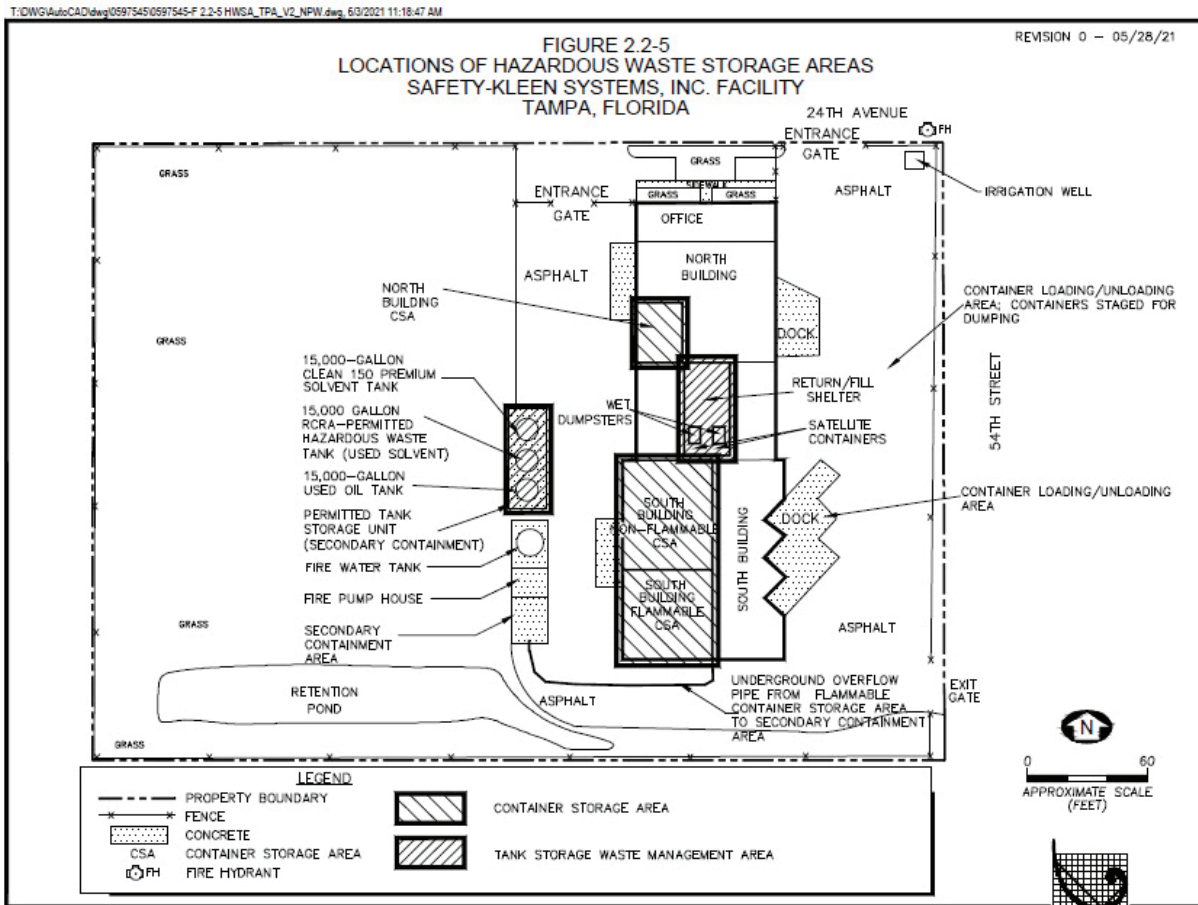 T:\DWG\AutoCAD\dwg\0597545\0597545-F 2.2-5 HWSA_TPA_V2_NPW.dwg, 6/3/2021 11:18:47 AM
REVISION 0 – 05/28/21
FIGURE 2.2-5
LOCATIONS OF HAZARDOUS WASTE STORAGE AREAS
SAFETY-KLEEN SYSTEMS, INC. FACILITY
TAMPA, FLORIDA
24TH AVENUE
FH
ENTRANCE
GATE
GRASS
GRASS
ASPHALT
IRRIGATION WELL
SIDEWALK
GRASS
GRASS
ENTRANCE
GATE
OFFICE
NORTH
BUILDING
ASPHALT
NORTH
BUILDING
CSA
DOCK
CONTAINER LOADING/UNLOADING
AREA; CONTAINERS STAGED FOR
DUMPING
GRASS
54TH STREET
15,000–GALLON
CLEAN 150 PREMIUM
SOLVENT TANK
RETURN/FILL
SHELTER
WET
DUMPSTERS
SATELLITE
CONTAINERS
15,000 GALLON
RCRA–PERMITTED
HAZARDOUS WASTE
TANK (USED SOLVENT)
15,000–GALLON
USED OIL TANK
PERMITTED TANK
STORAGE UNIT
(SECONDARY CONTAINMENT)
SOUTH
BUILDING
NON–FLAMMABLE
CSA
DOCK
CONTAINER LOADING/UNLOADING
AREA
SOUTH BUILDING
FIRE WATER TANK
FIRE PUMP HOUSE
SOUTH
BUILDING
FLAMMABLE
CSA
GRASS
SECONDARY
CONTAINMENT
AREA
ASPHALT
RETENTION
POND
ASPHALT
UNDERGROUND OVERFLOW
PIPE FROM FLAMMABLE
CONTAINER STORAGE AREA
TO SECONDARY CONTAINMENT
AREA
EXIT
GATE
GRASS
N
0 60
APPROXIMATE SCALE
(FEET)
LEGEND
PROPERTY BOUNDARY
FENCE
CONCRETE
CSA CONTAINER STORAGE AREA
FH FIRE HYDRANT
CONTAINER STORAGE AREA
TANK STORAGE WASTE MANAGEMENT AREA